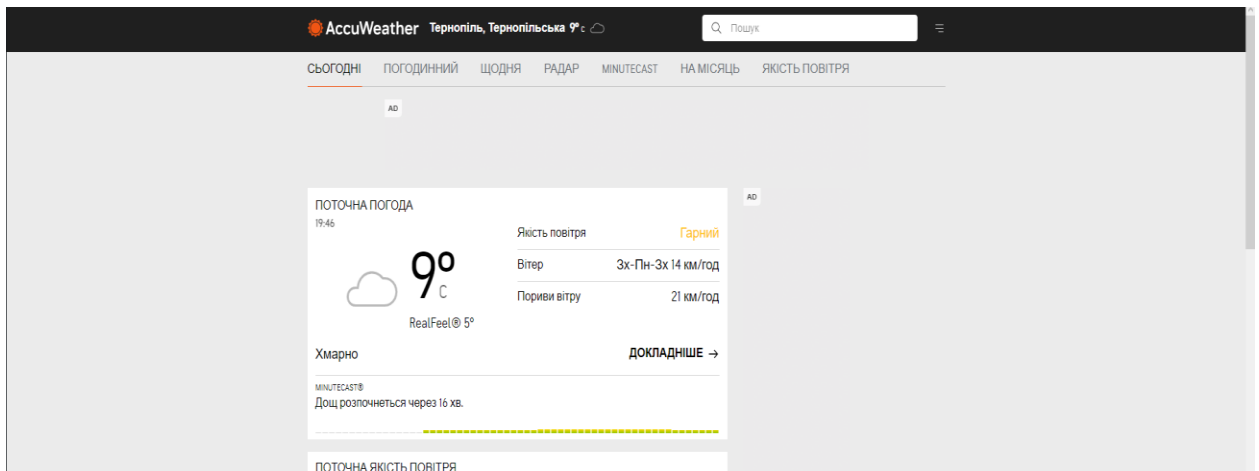 AccuWeather Тернопіль, Тернопільська 9° C Пошук
СЬОГОДНІ ПОГОДИННИЙ ЩОДНЯ РАДАР MINUTECAST НА МІСЯЦЬ ЯКІСТЬ ПОВІТРЯ
AD
AD
ПОТОЧНА ПОГОДА
19:46
9°
C
RealFeel® 5°
Хмарно
Якість повітря Гарний
Вітер Зх-Пн-Зх 14 км/год
Пориви вітру 21 км/год
ДОКЛАДНІШЕ →
MINUTECAST®
Дощ розпочнеться через 16 хв.
ПОТОЧНА ЯКІСТЬ ПОВІТРЯ